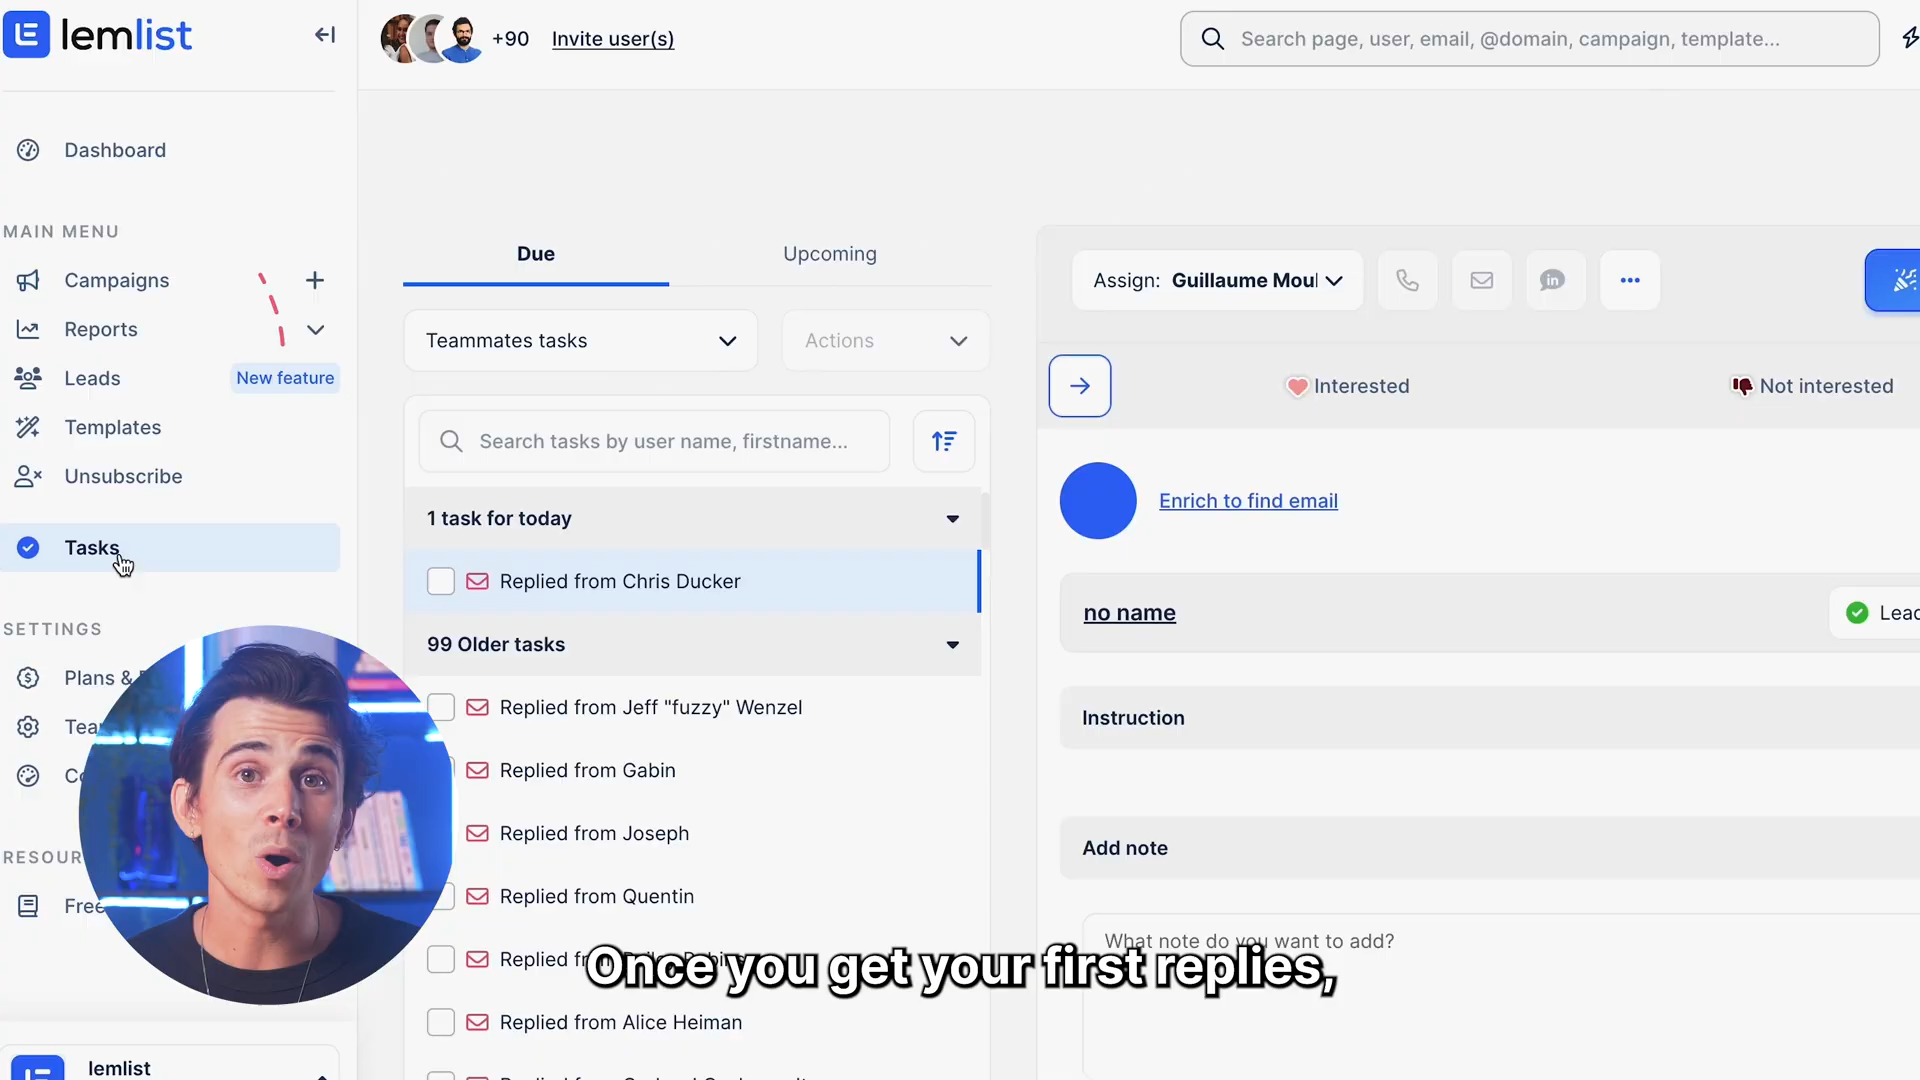 lemlist
+90
Invite user(s)
Search page, user, email, @domain, campaign, template...
Dashboard
MAIN MENU
Campaigns
Reports
Leads
New feature
Templates
Unsubscribe
Tasks
SETTINGS
Plans &
Tea
C
RESOUR
Free
lemlist
Due
Upcoming
Teammates tasks
Actions
Search tasks by user name, firstname...
1 task for today
Replied from Chris Ducker
99 Older tasks
Replied from Jeff "fuzzy" Wenzel
Replied from Gabin
Replied from Joseph
Replied from Quentin
Replied
Replied from Alice Heiman
Assign: Guillaume Moul
Interested
Not interested
Enrich to find email
no name
Lead
Instruction
Add note
What note do you want to add?
Once you get your first replies,